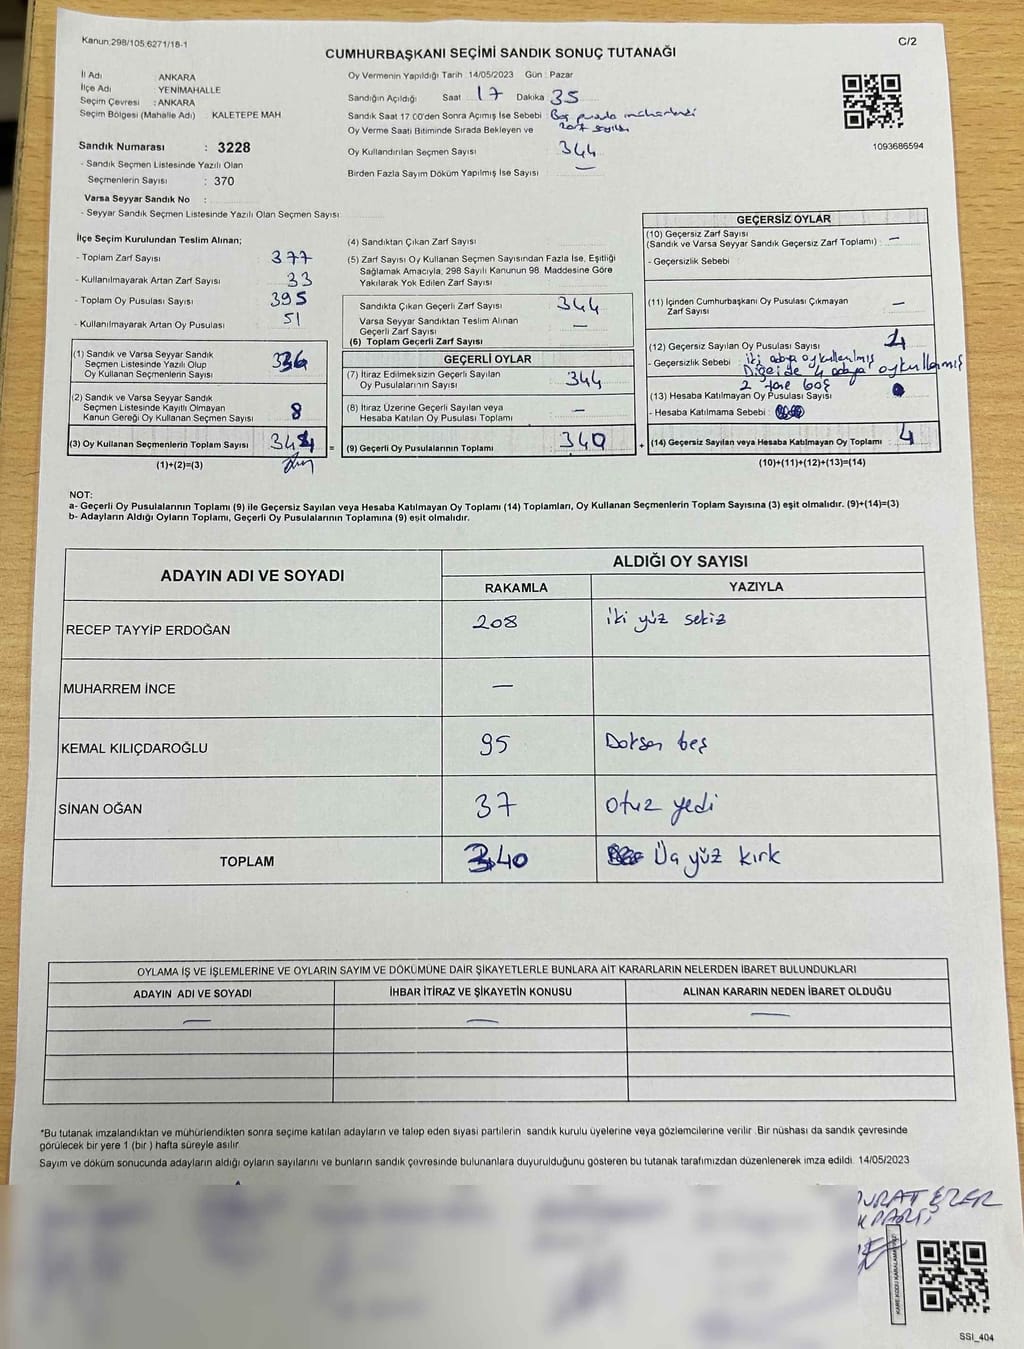 Kanun.298/105,6271/18-1
C/2
CUMHURBAŞKANI SEÇİMİ SANDIK SONUÇ TUTANAĞI
İl Adı ANKARA
İlçe Adı : YENİMAHALLE
Seçim Çevresi : ANKARA
Seçim Bölgesi (Mahalle Adı) KALETEPE MAH
Sandık Numarası : 3228
- Sandık Seçmen Listesinde Yazılı Olan
Seçmenlerin Sayısı : 370
Varsa Seyyar Sandık No :
- Seyyar Sandık Seçmen Listesinde Yazılı Olan Seçmen Sayısı:
Oy Vermenin Yapıldığı Tarih :14/05/2023 Gün : Pazar
Sandığın Açıldığı Saat 17 Dakika 35
Sandık Saat 17.00'den Sonra Açımış İse Sebebi
Oy Verme Saati Bitiminde Sırada Bekleyen ve
Oy Kullandırılan Seçmen Sayısı 344
Birden Fazla Sayım Döküm Yapılmış İse Sayısı —
1093686594
İlçe Seçim Kurulundan Teslim Alınan;
- Toplam Zarf Sayısı 377
- Kullanılmayarak Artan Zarf Sayısı 33
- Toplam Oy Pusulası Sayısı 395
- Kullanılmayarak Artan Oy Pusulası 51
(1) Sandık ve Varsa Seyyar Sandık
Seçmen Listesinde Yazılı Olup
Oy Kullanan Seçmenlerin Sayısı 336
(2) Sandık ve Varsa Seyyar Sandık
Seçmen Listesinde Kayıtlı Olmayan
Kanun Gereği Oy Kullanan Seçmen Sayısı 8
(3) Oy Kullanan Seçmenlerin Toplam Sayısı 344 =
(1)+(2)=(3)
(4) Sandıktan Çıkan Zarf Sayısı
(5) Zarf Sayısı Oy Kullanan Seçmen Sayısından Fazla İse, Eşitliği
Sağlamak Amacıyla, 298 Sayılı Kanunun 98. Maddesine Göre
Yakılarak Yok Edilen Zarf Sayısı
Sandıkta Çıkan Geçerli Zarf Sayısı 344
Varsa Seyyar Sandıktan Teslim Alınan
Geçerli Zarf Sayısı —
(6) Toplam Geçerli Zarf Sayısı
GEÇERLİ OYLAR
(7) İtiraz Edilmeksizin Geçerli Sayılan
Oy Pusulalarının Sayısı 344
(8) İtiraz Üzerine Geçerli Sayılan veya
Hesaba Katılan Oy Pusulası Toplamı —
(9) Geçerli Oy Pusulalarının Toplamı 340 +
GEÇERSİZ OYLAR
(10) Geçersiz Zarf Sayısı
(Sandık ve Varsa Seyyar Sandık Geçersiz Zarf Toplamı) —
- Geçersizlik Sebebi :
(11) İçinden Cumhurbaşkanı Oy Pusulası Çıkmayan
Zarf Sayısı —
(12) Geçersiz Sayılan Oy Pusulası Sayısı 4
- Geçersizlik Sebebi : iki adaya oy kullanılmış
Diğeride 4 adaya oy kullanmış
2 tane boş
(13) Hesaba Katılmayan Oy Pusulası Sayısı
- Hesaba Katılmama Sebebi :
(14) Geçersiz Sayılan veya Hesaba Katılmayan Oy Toplamı 4
(10)+(11)+(12)+(13)=(14)
NOT:
a- Geçerli Oy Pusulalarının Toplamı (9) ile Geçersiz Sayılan veya Hesaba Katılmayan Oy Toplamı (14) Toplamları, Oy Kullanan Seçmenlerin Toplam Sayısına (3) eşit olmalıdır. (9)+(14)=(3)
b- Adayların Aldığı Oyların Toplamı, Geçerli Oy Pusulalarının Toplamına (9) eşit olmalıdır.
ADAYIN ADI VE SOYADI
ALDIĞI OY SAYISI
RAKAMLA YAZIYLA
RECEP TAYYİP ERDOĞAN 208 iki yüz sekiz
MUHARREM İNCE —
KEMAL KILIÇDAROĞLU 95 Doksan beş
SİNAN OĞAN 37 otuz yedi
TOPLAM 340 Üç yüz kırk
OYLAMA İŞ VE İŞLEMLERİNE VE OYLARIN SAYIM VE DÖKÜMÜNE DAİR ŞİKAYETLERLE BUNLARA AİT KARARLARIN NELERDEN İBARET BULUNDUKLARI
ADAYIN ADI VE SOYADI İHBAR İTİRAZ VE ŞİKAYETİN KONUSU ALINAN KARARIN NEDEN İBARET OLDUĞU
— — —
*Bu tutanak imzalandıktan ve mühürlendikten sonra seçime katılan adayların ve talep eden siyasi partilerin sandık kurulu üyelerine veya gözlemcilerine verilir. Bir nüshası da sandık çevresinde
görülecek bir yere 1 (bir ) hafta süreyle asılır.
Sayım ve döküm sonucunda adayların aldığı oyların sayılarını ve bunların sandık çevresinde bulunanlara duyurulduğunu gösteren bu tutanak tarafımızdan düzenlenerek imza edildi. 14/05/2023
SSI_404